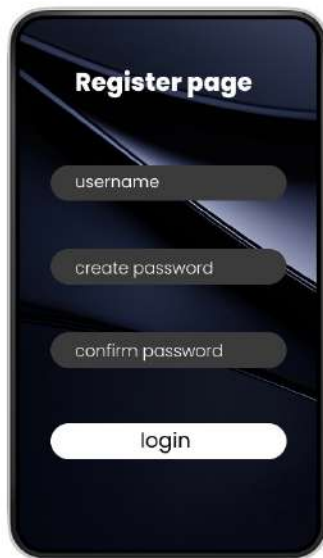 Register page
username
create password
confirm password
login